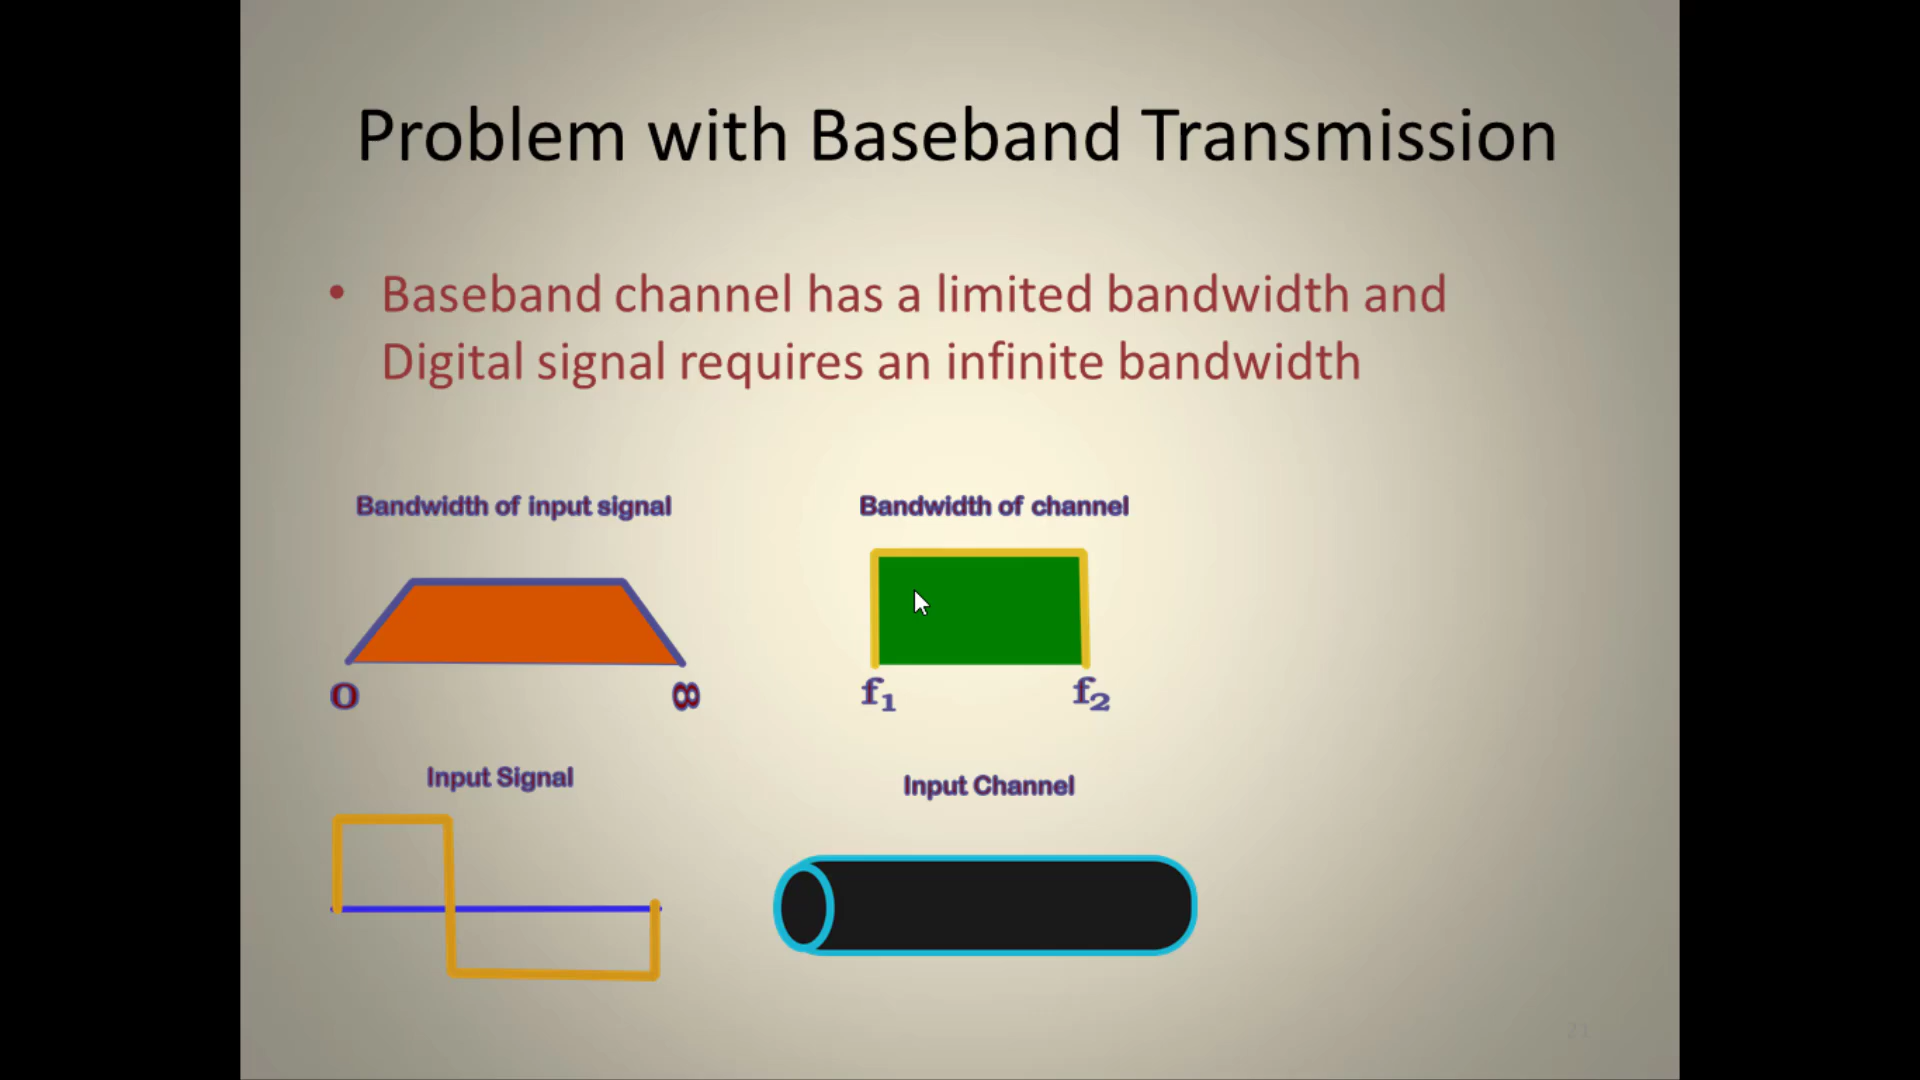 Problem with Baseband Transmission
• Baseband channel has a limited bandwidth and
Digital signal requires an infinite bandwidth
Bandwidth of input signal
Bandwidth of channel
0
∞
f₁
f₂
Input Signal
Input Channel
21